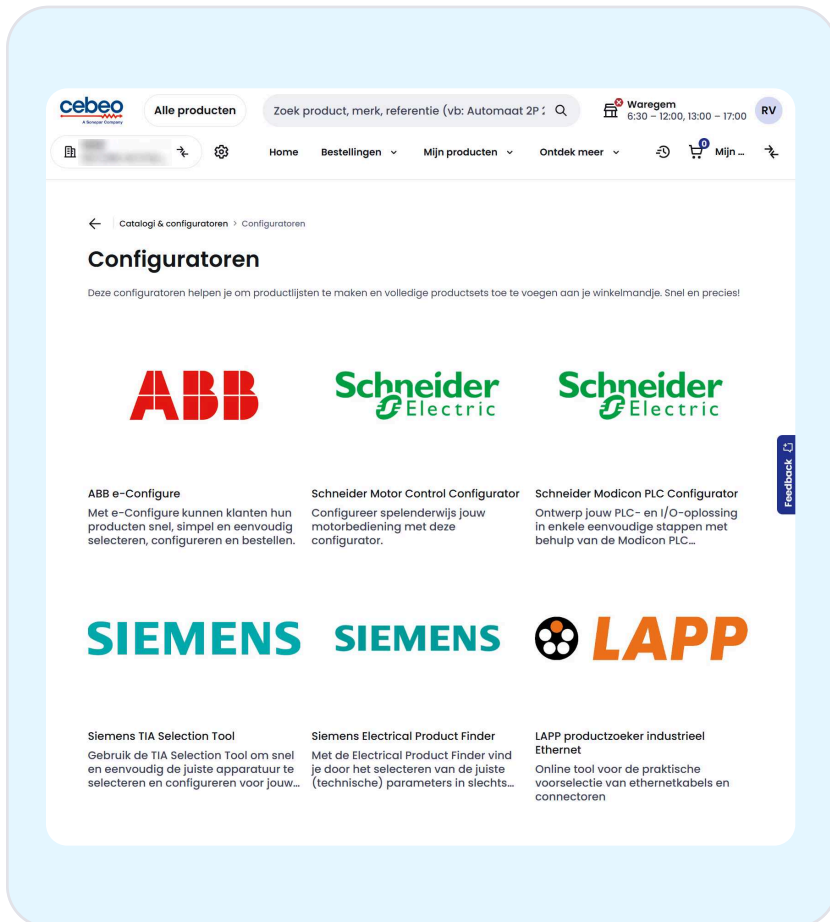 cebeo
A Sonepar Company
Alle producten
Zoek product, merk, referentie (vb: Automaat 2P
Waregem
6:30 – 12:00, 13:00 – 17:00
RV
Home
Bestellingen
Mijn producten
Ontdek meer
0
Mijn ...
Catalogi & configuratoren > Configuratoren
Configuratoren
Deze configuratoren helpen je om productlijsten te maken en volledige productsets toe te voegen aan je winkelmandje. Snel en precies!
ABB
Schneider
Electric
Schneider
Electric
Feedback
ABB e-Configure
Met e-Configure kunnen klanten hun
producten snel, simpel en eenvoudig
selecteren, configureren en bestellen.
Schneider Motor Control Configurator
Configureer spelenderwijs jouw
motorbediening met deze
configurator.
Schneider Modicon PLC Configurator
Ontwerp jouw PLC- en I/O-oplossing
in enkele eenvoudige stappen met
behulp van de Modicon PLC...
SIEMENS
SIEMENS
LAPP
Siemens TIA Selection Tool
Gebruik de TIA Selection Tool om snel
en eenvoudig de juiste apparatuur te
selecteren en configureren voor jouw...
Siemens Electrical Product Finder
Met de Electrical Product Finder vind
je door het selecteren van de juiste
(technische) parameters in slechts...
LAPP productzoeker industrieel
Ethernet
Online tool voor de praktische
voorselectie van ethernetkabels en
connectoren